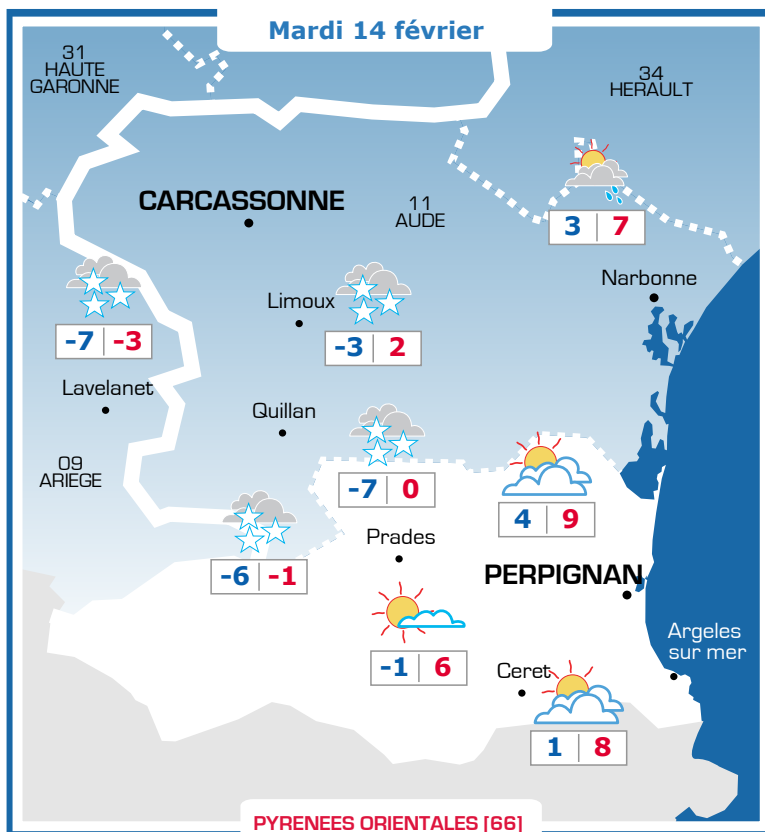 Mardi 14 février
31
HAUTE
GARONNE
34
HERAULT
CARCASSONNE
11
AUDE
3 7
Narbonne
Limoux
-7 -3
-3 2
Lavelanet
Quillan
09
ARIEGE
-7 0
4 9
Prades
-6 -1
PERPIGNAN
Argeles
sur mer
-1 6
Ceret
1 8
PYRENEES ORIENTALES [66]